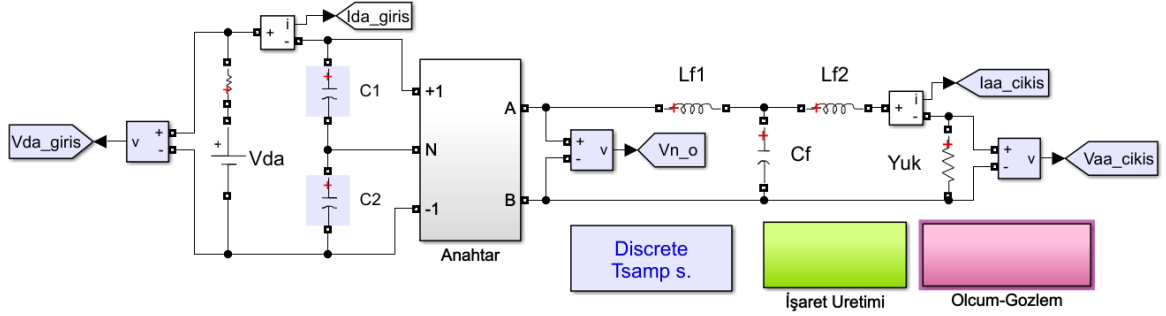 Ida_giris
i
+
-
C1
+1
A
Lf1
Lf2
i
Iaa_cikis
+
-
Vda_giris
v
+
-
+
Vda
N
+
-
v
Vn_o
Cf
Yuk
+
-
v
Vaa_cikis
C2
-1
B
Anahtar
Discrete
Tsamp s.
İşaret Uretimi
Olcum-Gozlem